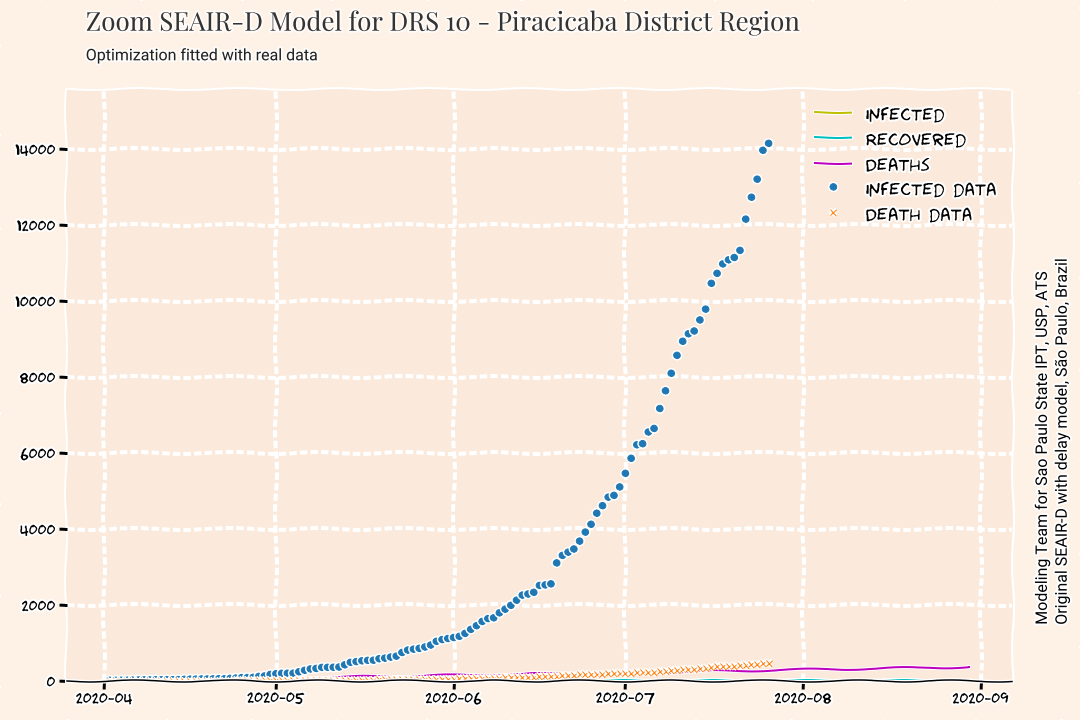 Zoom SEAIR-D Model for DRS 10 - Piracicaba District Region
Optimization fitted with real data
INFECTED
RECOVERED
DEATHS
INFECTED DATA
DEATH DATA
14000
12000
10000
8000
6000
4000
2000
0
2020-04 2020-05 2020-06 2020-07 2020-08 2020-09
Modeling Team for Sao Paulo State IPT, USP, ATS
Original SEAIR-D with delay model, São Paulo, Brazil